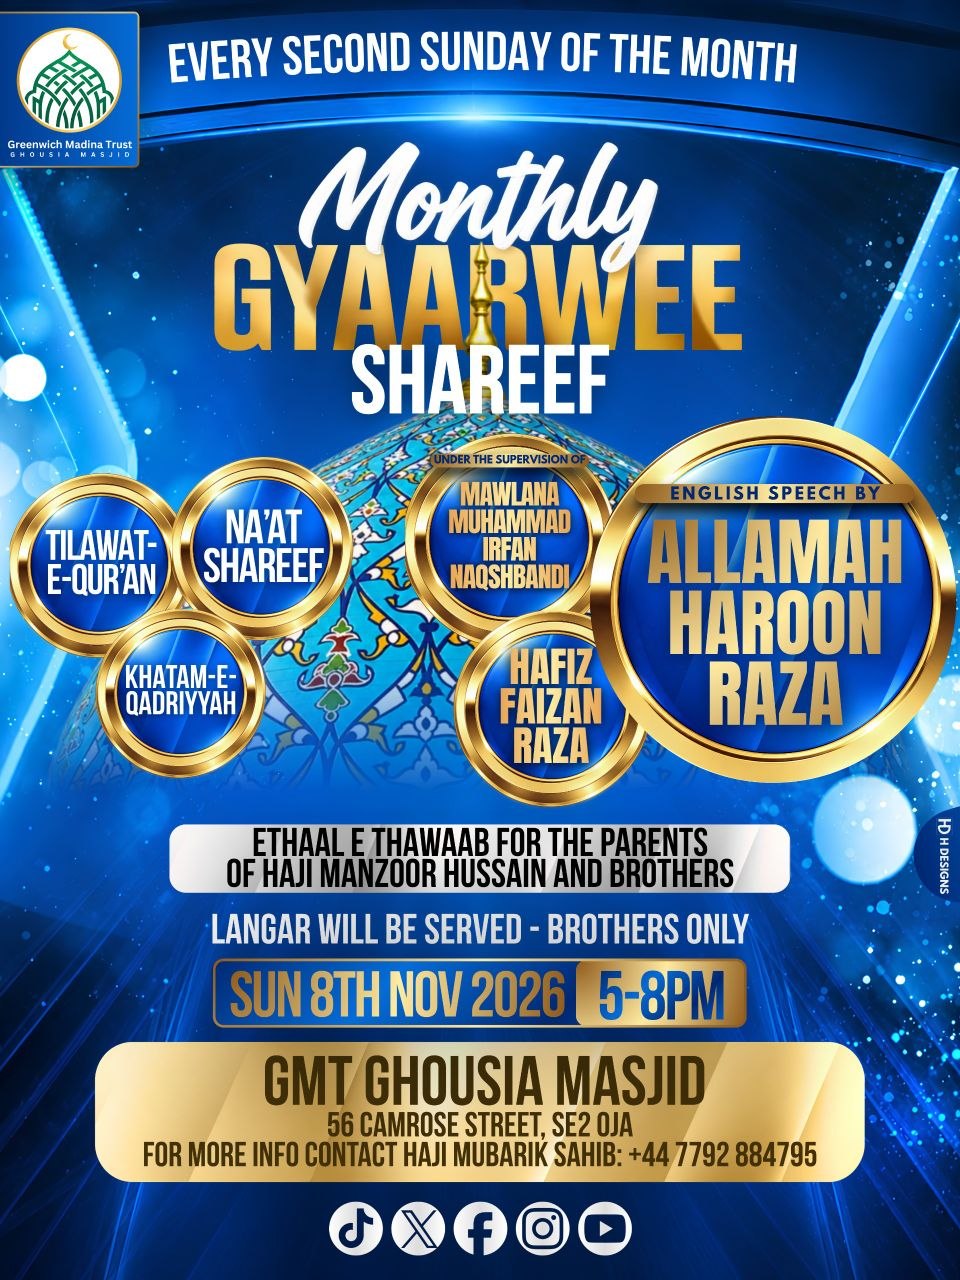 EVERY SECOND SUNDAY OF THE MONTH
Greenwich Madina Trust
GHOUSIA MASJID
Monthly
GYAARWEE
SHAREEF
TILAWAT-
E-QUR'AN
NA'AT
SHAREEF
KHATAM-E-
QADRIYYAH
UNDER THE SUPERVISION OF
MAWLANA
MUHAMMAD
IRFAN
NAQSHBANDI
HAFIZ
FAIZAN
RAZA
ENGLISH SPEECH BY
ALLAMAH
HAROON
RAZA
ETHAAL E THAWAAB FOR THE PARENTS
OF HAJI MANZOOR HUSSAIN AND BROTHERS
H DESIGNS
LANGAR WILL BE SERVED - BROTHERS ONLY
SUN 8TH NOV 2026 5-8PM
GMT GHOUSIA MASJID
56 CAMROSE STREET, SE2 0JA
FOR MORE INFO CONTACT HAJI MUBARIK SAHIB: +44 7792 884795